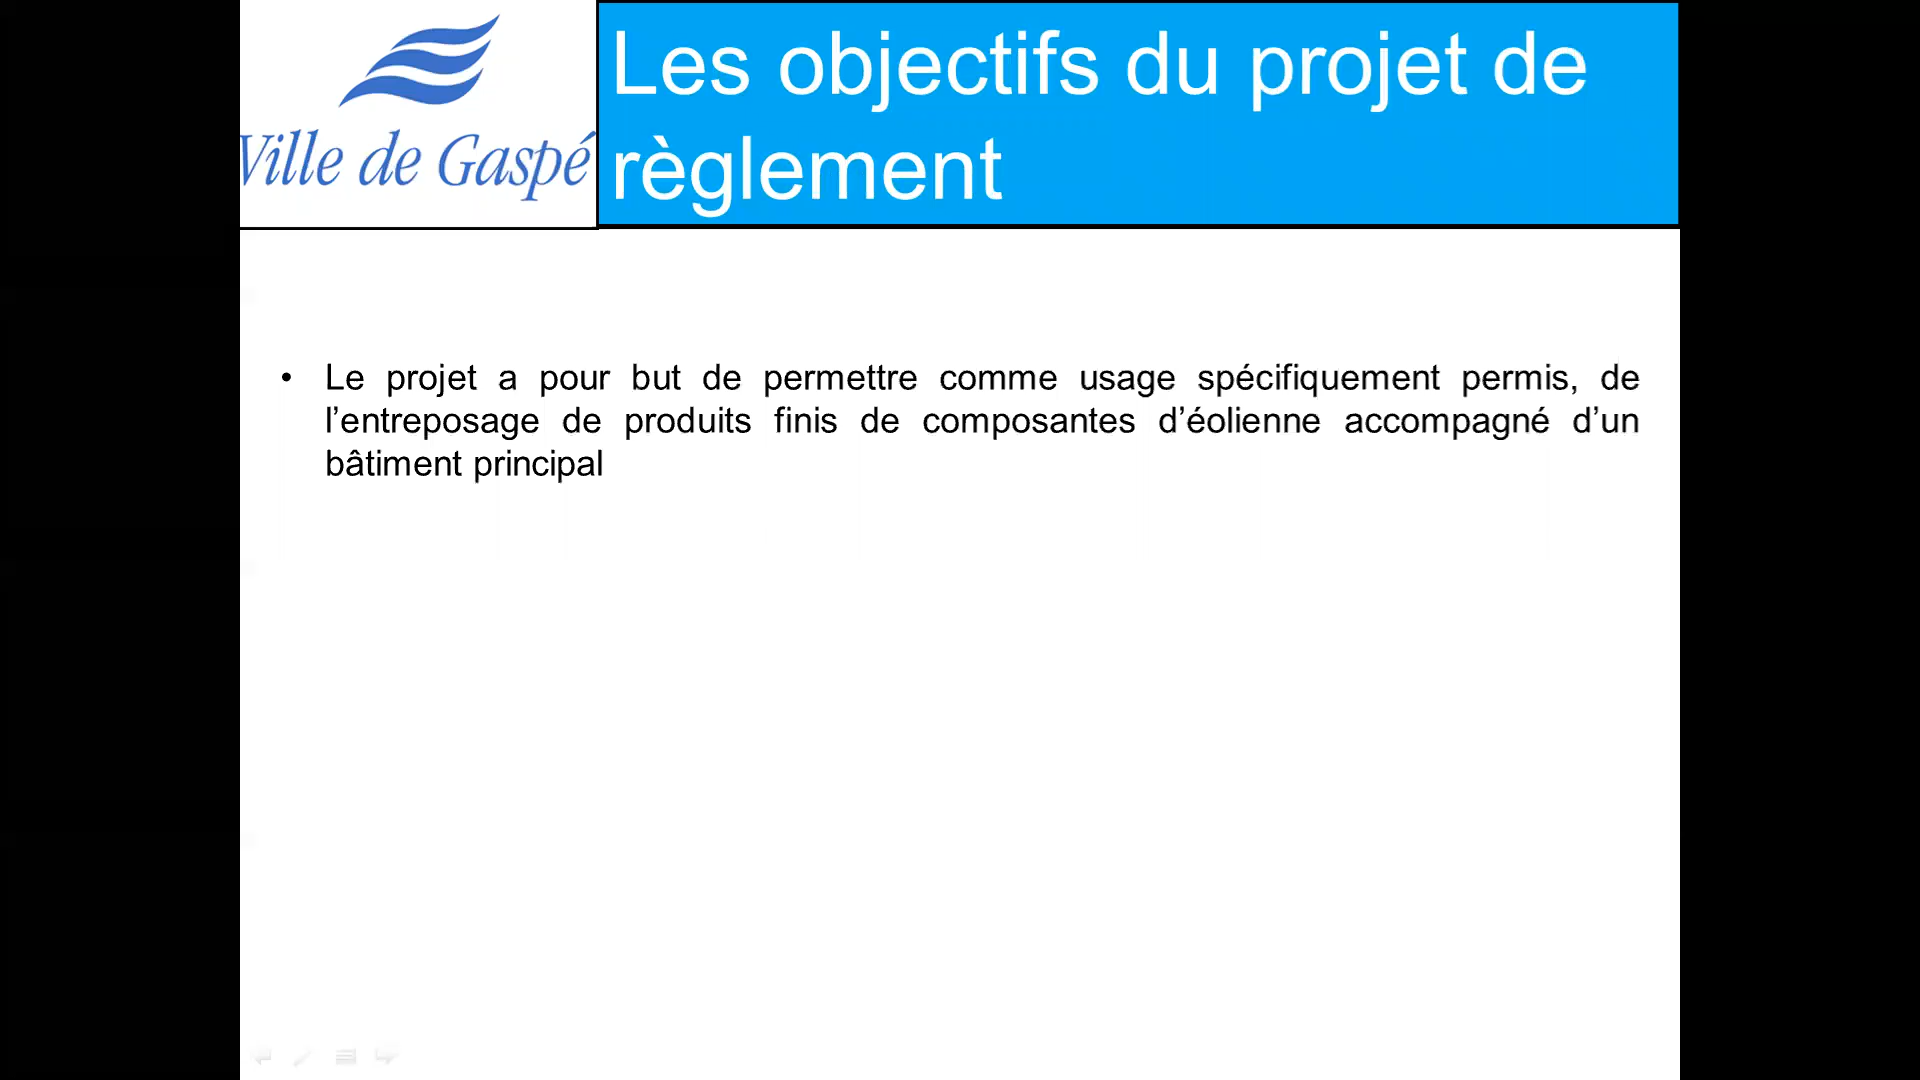 Ville de Gaspé
Les objectifs du projet de
règlement
• Le projet a pour but de permettre comme usage spécifiquement permis, de
l’entreposage de produits finis de composantes d’éolienne accompagné d’un
bâtiment principal